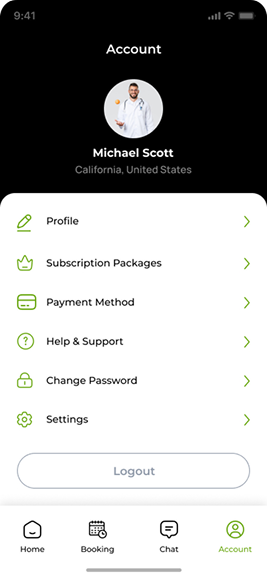 9:41
Account
Michael Scott
California, United States
Profile
Subscription Packages
Payment Method
Help & Support
Change Password
Settings
Logout
Home
Booking
Chat
Account